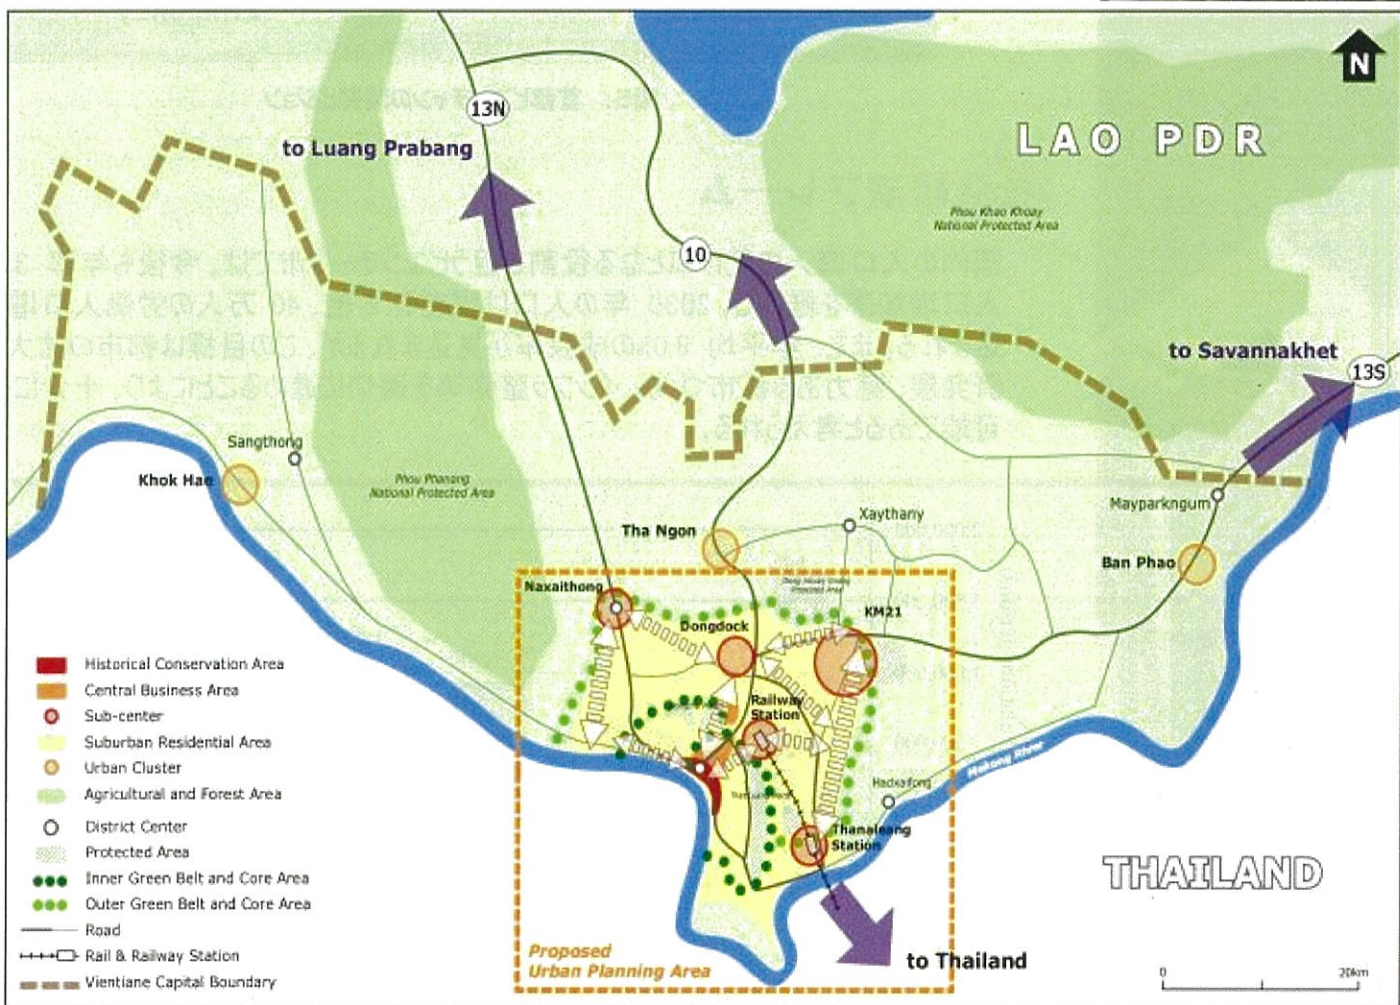 N
13N
to Luang Prabang
LAO PDR
Phou Khao Khoay
National Protected Area
10
to Savannakhet
13S
Sangthong
Khok Hae
Phou Phanang
National Protected Area
Mayparkngum
Xaythany
Tha Ngon
Ban Phao
Naxaithong
KM21
Dongdock
Railway
Station
Mekong River
Hadxaifong
Thanaleang
Station
THAILAND
Historical Conservation Area
Central Business Area
Sub-center
Suburban Residential Area
Urban Cluster
Agricultural and Forest Area
District Center
Protected Area
Inner Green Belt and Core Area
Outer Green Belt and Core Area
Road
Rail & Railway Station
Vientiane Capital Boundary
Proposed
Urban Planning Area
to Thailand
0 20km